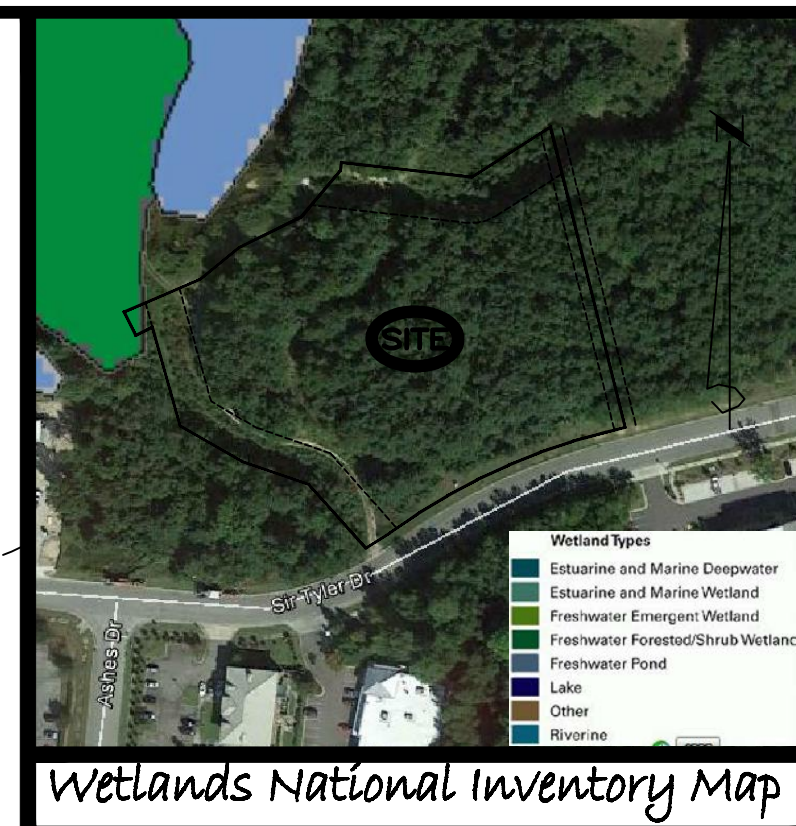 N
SITE
Sir Tyler Dr
Ashes Dr
Wetland Types
Estuarine and Marine Deepwater
Estuarine and Marine Wetland
Freshwater Emergent Wetland
Freshwater Forested/Shrub Wetland
Freshwater Pond
Lake
Other
Riverine
Wetlands National Inventory Map